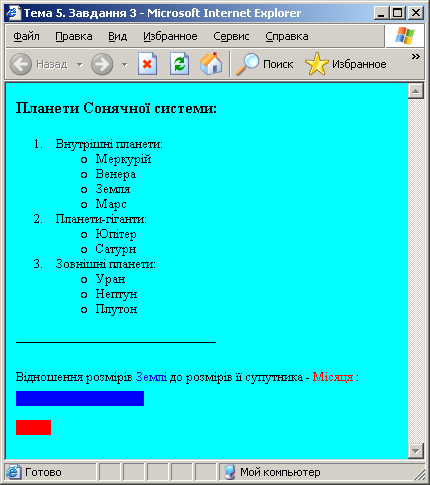 Тема 5. Завдання 3 - Microsoft Internet Explorer
Файл Правка Вид Избранное Сервис Справка
Назад Поиск Избранное »
Планети Сонячної системи:
1. Внутрішні планети:
Меркурій
Венера
Земля
Марс
2. Планети-гіганти:
Юпітер
Сатурн
3. Зовнішні планети:
Уран
Нептун
Плутон
Відношення розмірів Землі до розмірів її супутника - Місяця :
Готово Мой компьютер